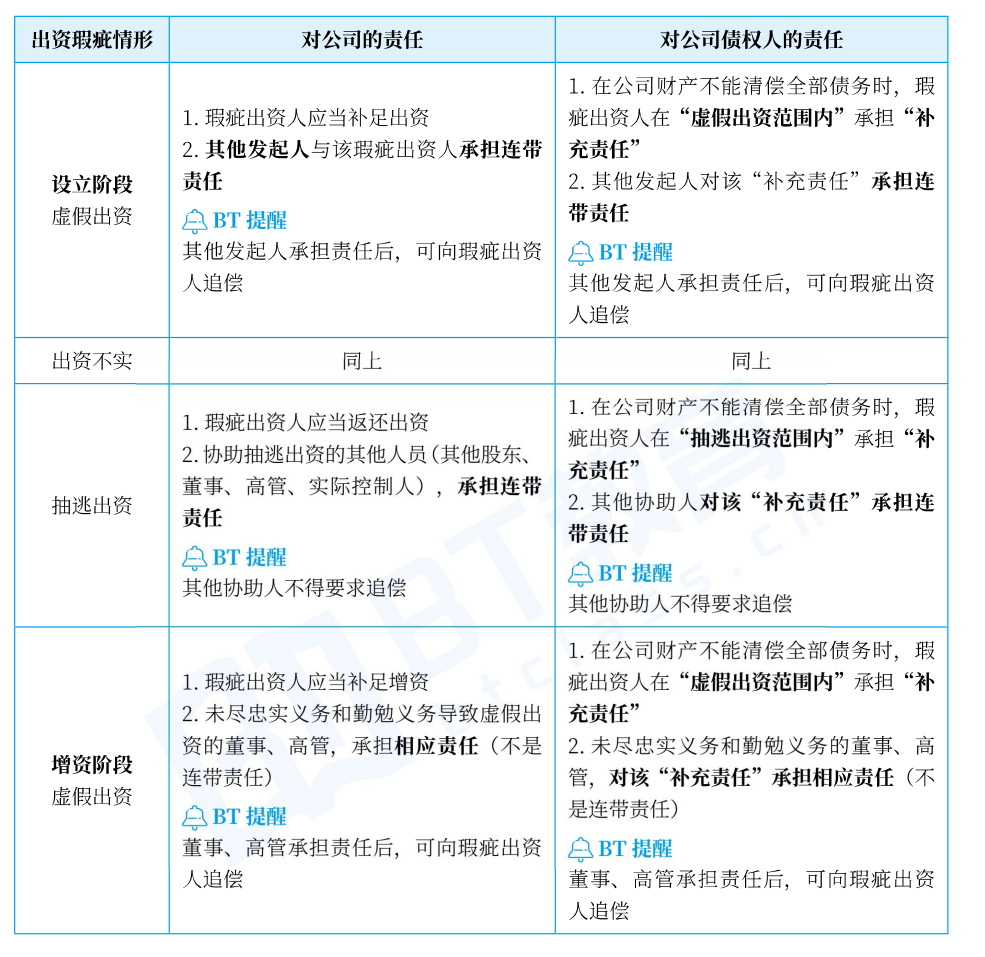 出资瑕疵情形
对公司的责任
对公司债权人的责任
设立阶段
虚假出资
1. 瑕疵出资人应当补足出资
2. 其他发起人与该瑕疵出资人承担连带
责任
BT 提醒
其他发起人承担责任后，可向瑕疵出资
人追偿
1. 在公司财产不能清偿全部债务时，瑕
疵出资人在“虚假出资范围内”承担“补
充责任”
2. 其他发起人对该“补充责任”承担连
带责任
BT 提醒
其他发起人承担责任后，可向瑕疵出资
人追偿
出资不实
同上
同上
抽逃出资
1. 瑕疵出资人应当返还出资
2. 协助抽逃出资的其他人员（其他股东、
董事、高管、实际控制人），承担连带
责任
BT 提醒
其他协助人不得要求追偿
1. 在公司财产不能清偿全部债务时，瑕
疵出资人在“抽逃出资范围内”承担“补
充责任”
2. 其他协助人对该“补充责任”承担连
带责任
BT 提醒
其他协助人不得要求追偿
增资阶段
虚假出资
1. 瑕疵出资人应当补足增资
2. 未尽忠实义务和勤勉义务导致虚假出
资的董事、高管，承担相应责任（不是
连带责任）
BT 提醒
董事、高管承担责任后，可向瑕疵出资
人追偿
1. 在公司财产不能清偿全部债务时，瑕
疵出资人在“虚假出资范围内”承担“补
充责任”
2. 未尽忠实义务和勤勉义务的董事、高
管，对该“补充责任”承担相应责任（不
是连带责任）
BT 提醒
董事、高管承担责任后，可向瑕疵出资
人追偿
BT教育
btclass.cn